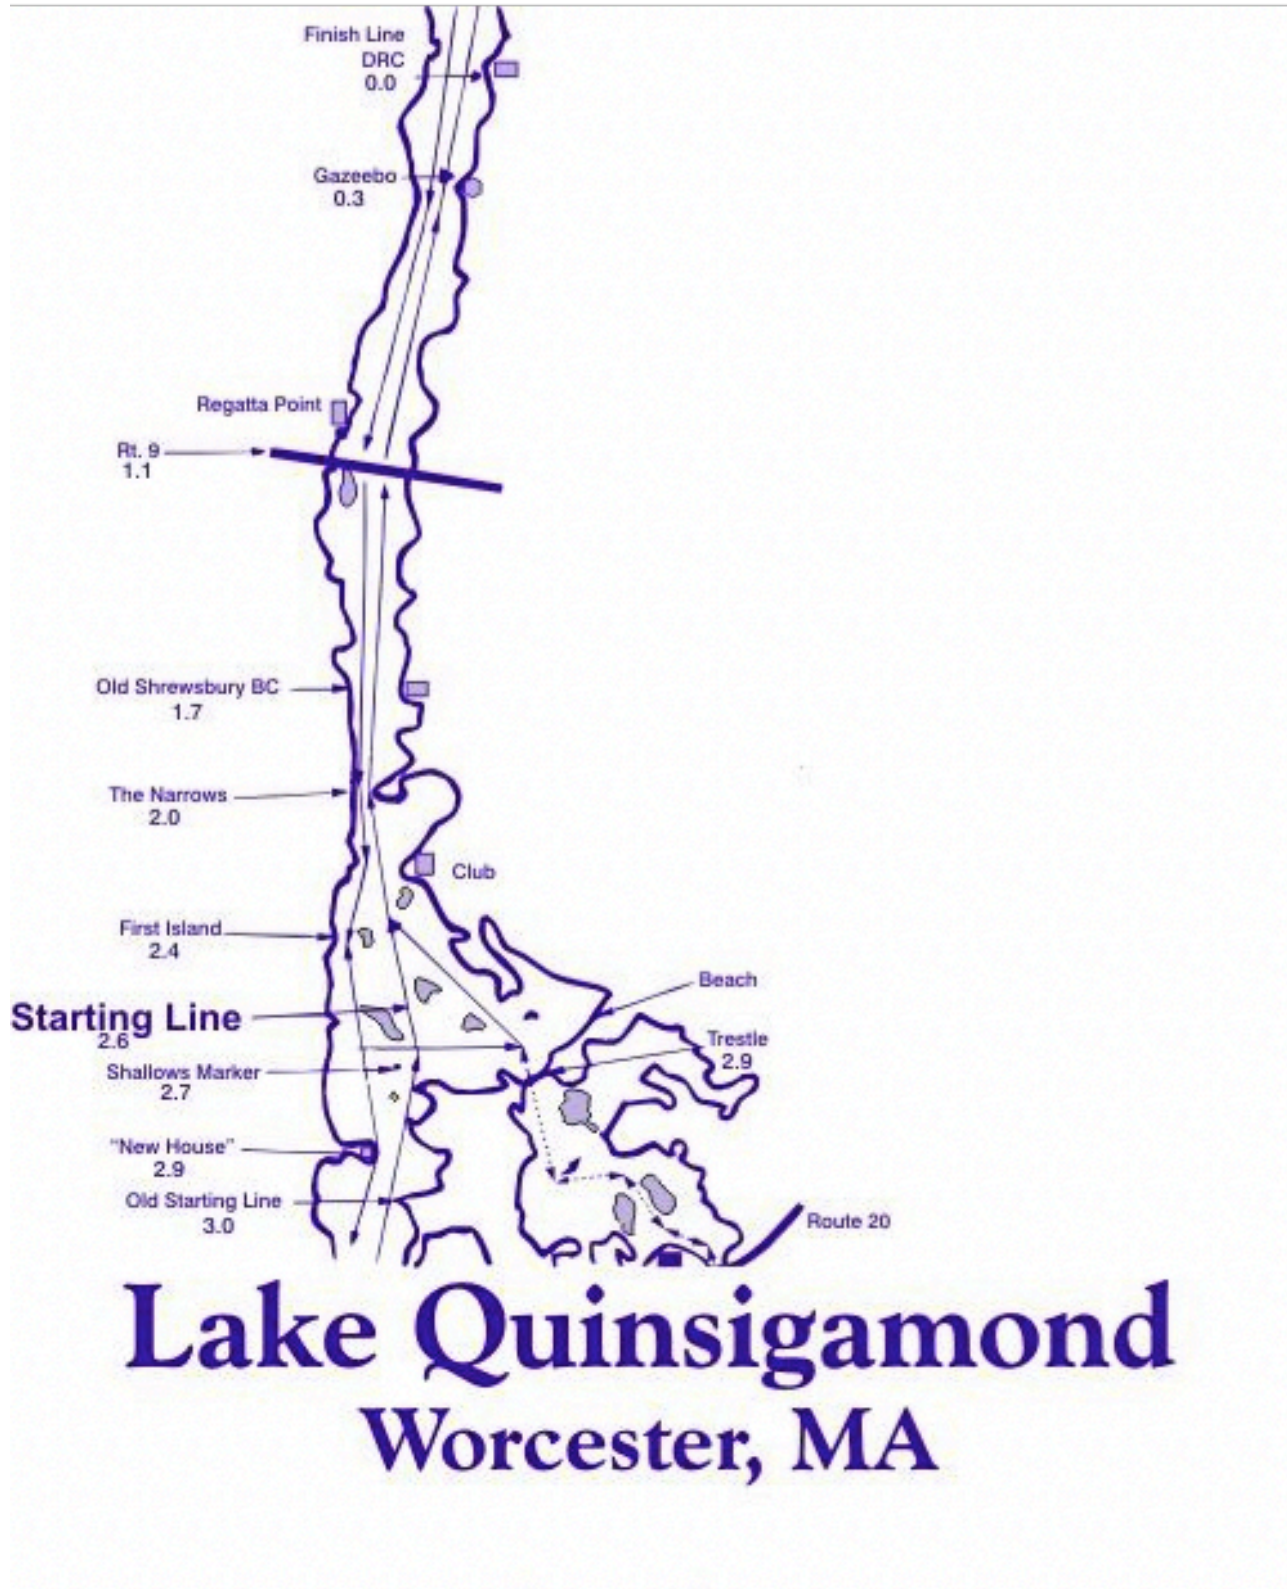 Finish Line
DRC
0.0
Gazeebo
0.3
Regatta Point
Rt. 9
1.1
Old Shrewsbury BC
1.7
The Narrows
2.0
Club
First Island
2.4
Beach
Starting Line
2.6
Trestle
2.9
Shallows Marker
2.7
"New House"
2.9
Old Starting Line
3.0
Route 20
Lake Quinsigamond
Worcester, MA